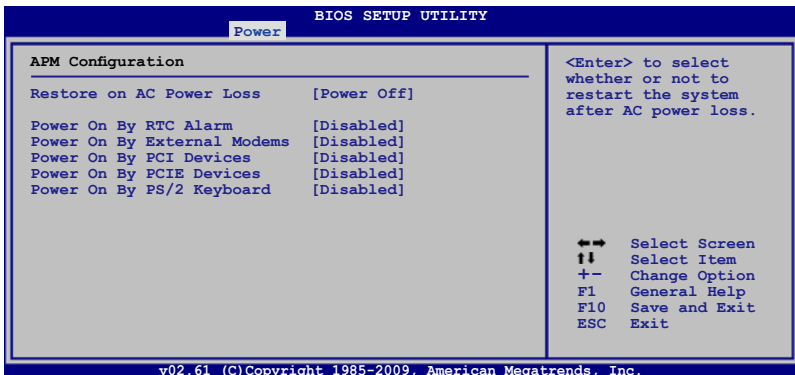 BIOS SETUP UTILITY
Power
APM Configuration
Restore on AC Power Loss [Power Off]
Power On By RTC Alarm [Disabled]
Power On By External Modems [Disabled]
Power On By PCI Devices [Disabled]
Power On By PCIE Devices [Disabled]
Power On By PS/2 Keyboard [Disabled]
<Enter> to select
whether or not to
restart the system
after AC power loss.
←→ Select Screen
↑↓ Select Item
+- Change Option
F1 General Help
F10 Save and Exit
ESC Exit
v02.61 (C)Copyright 1985-2009, American Megatrends, Inc.